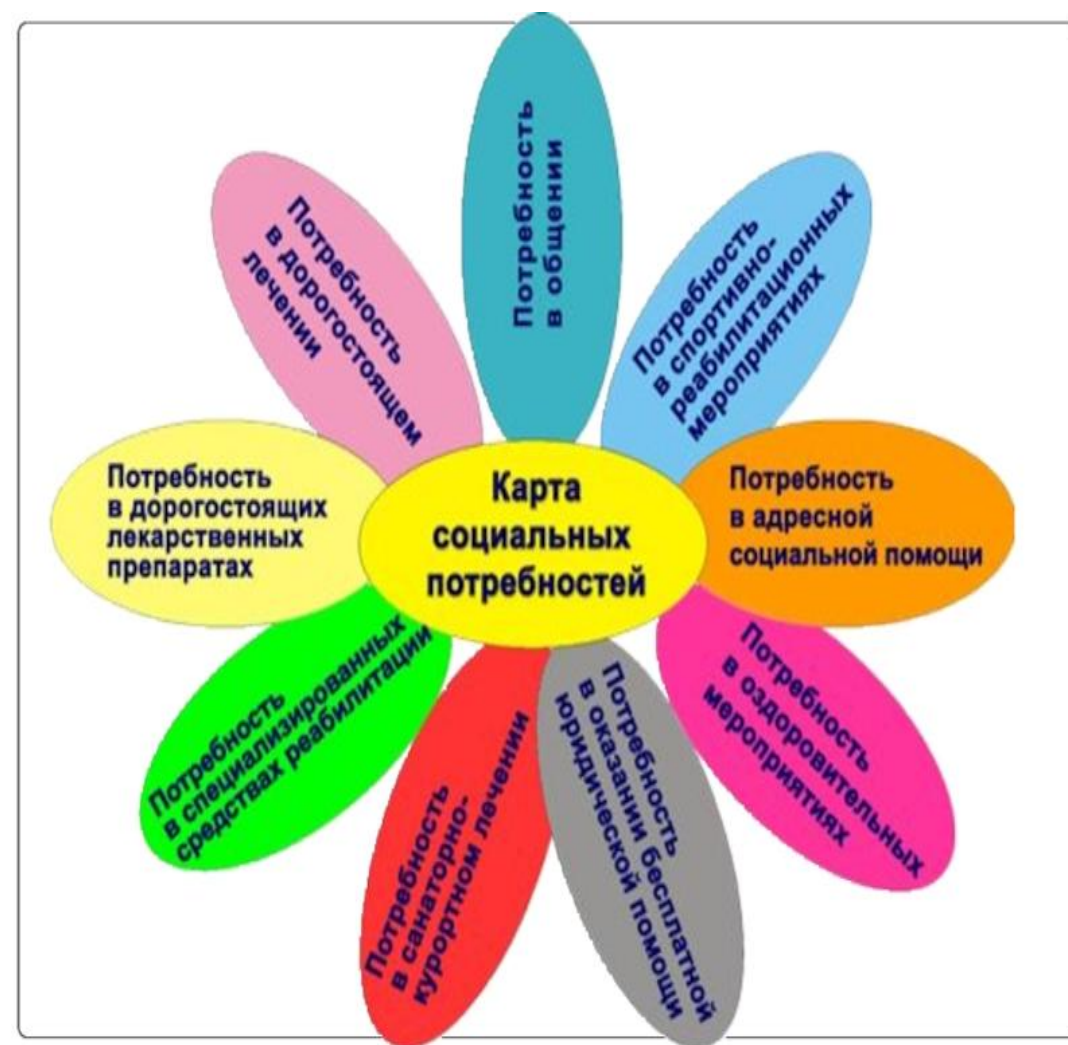 Потребность
в общении
Потребность
в спортивно-
реабилитационных
мероприятиях
Потребность
в адресной
социальной помощи
Потребность
в оздоровительных
мероприятиях
Потребность
в оказании бесплатной
юридической помощи
Потребность
в санаторно-
курортном лечении
Потребность
в специализированных
средствах реабилитации
Потребность
в дорогостоящих
лекарственных
препаратах
Потребность
в дорогостоящем
лечении
Карта
социальных
потребностей